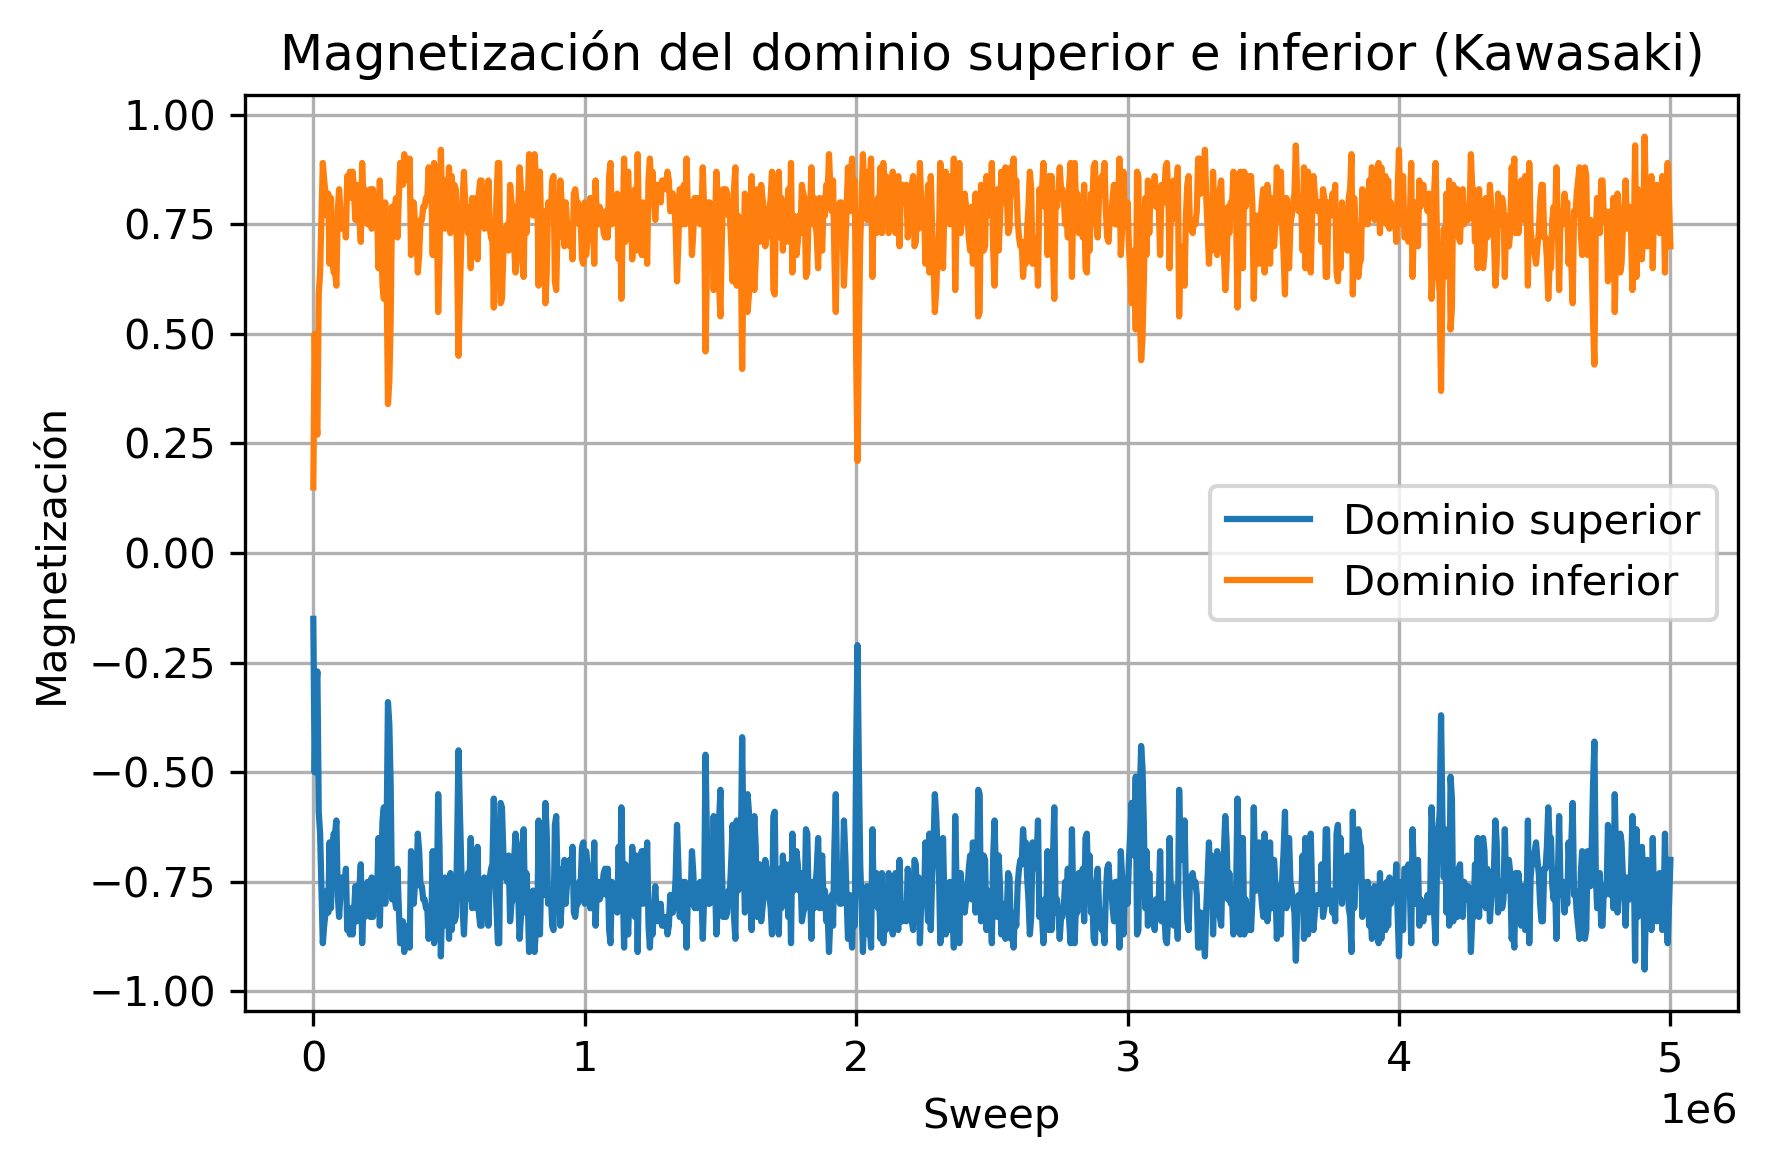 Magnetización del dominio superior e inferior (Kawasaki)
Magnetización
1.00
0.75
0.50
0.25
0.00
−0.25
−0.50
−0.75
−1.00
Dominio superior
Dominio inferior
0 1 2 3 4 5
1e6
Sweep